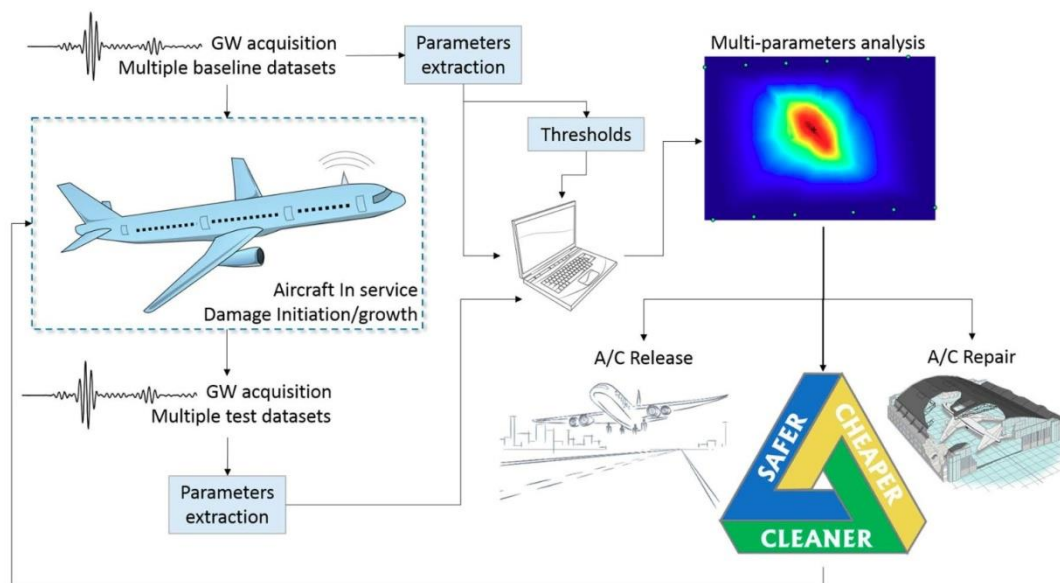 GW acquisition
Multiple baseline datasets
Parameters
extraction
Thresholds
Multi-parameters analysis
Aircraft In service
Damage Initiation/growth
GW acquisition
Multiple test datasets
Parameters
extraction
A/C Release
A/C Repair
SAFER
CHEAPER
CLEANER